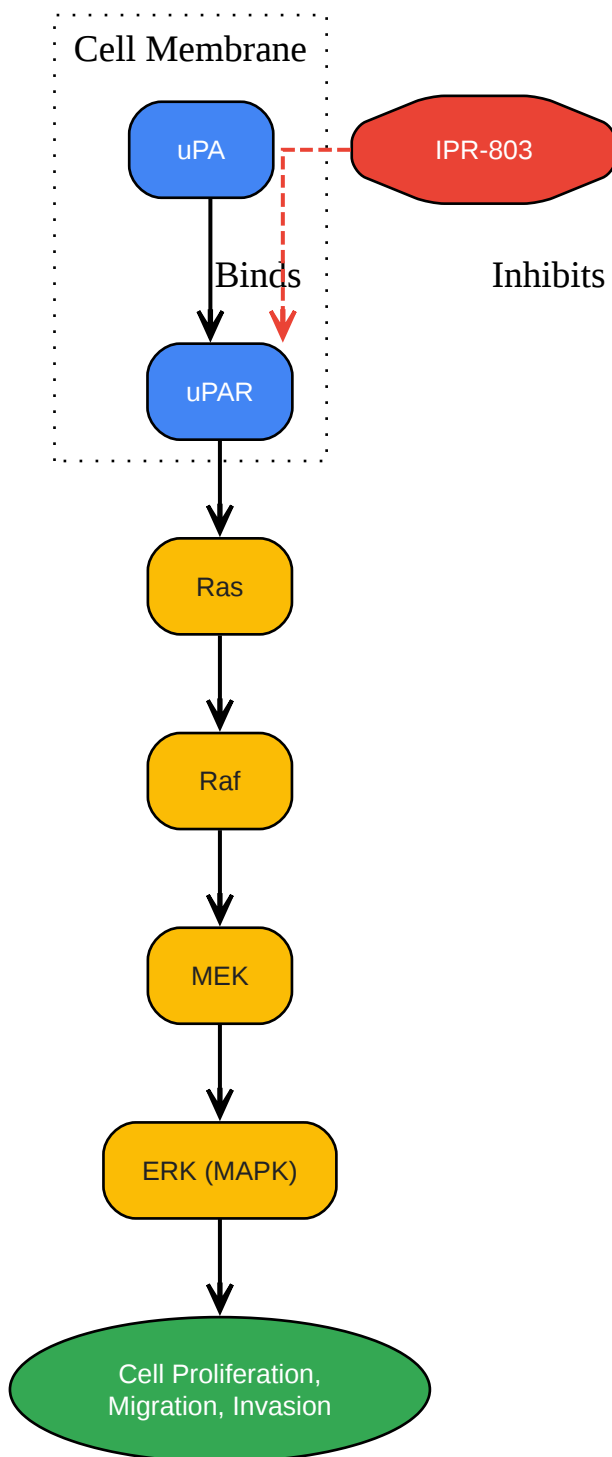 Cell Membrane
uPA
IPR-803
Binds
Inhibits
uPAR
Ras
Raf
MEK
ERK (MAPK)
Cell Proliferation,
Migration, Invasion